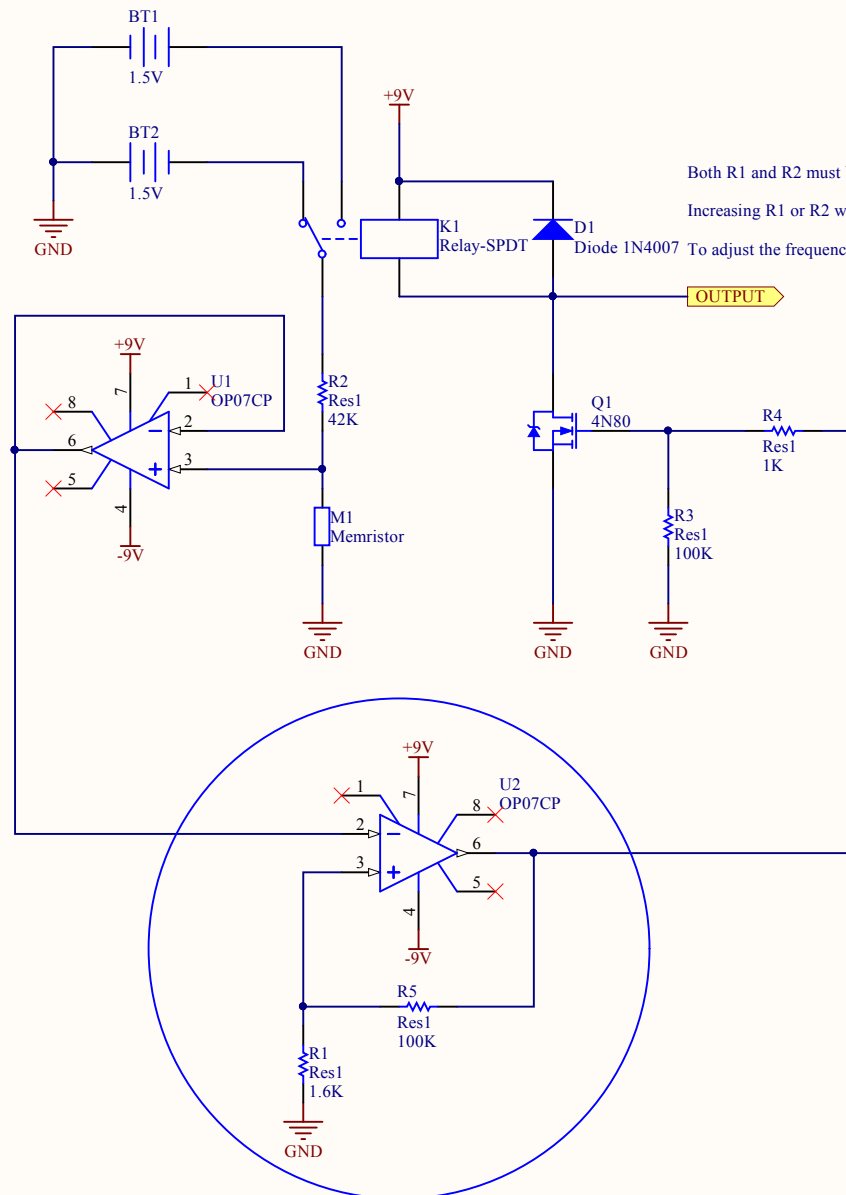 BT1
1.5V
BT2
1.5V
GND
+9V
K1
Relay-SPDT
D1
Diode 1N4007
Both R1 and R2 must
Increasing R1 or R2 w
To adjust the frequenc
OUTPUT
+9V
7
1
U1
OP07CP
8
2
6
3
5
4
-9V
R2
Res1
42K
M1
Memristor
GND
Q1
4N80
R4
Res1
1K
R3
Res1
100K
GND
GND
+9V
1
7
U2
OP07CP
8
2
6
3
5
4
-9V
R5
Res1
100K
R1
Res1
1.6K
GND